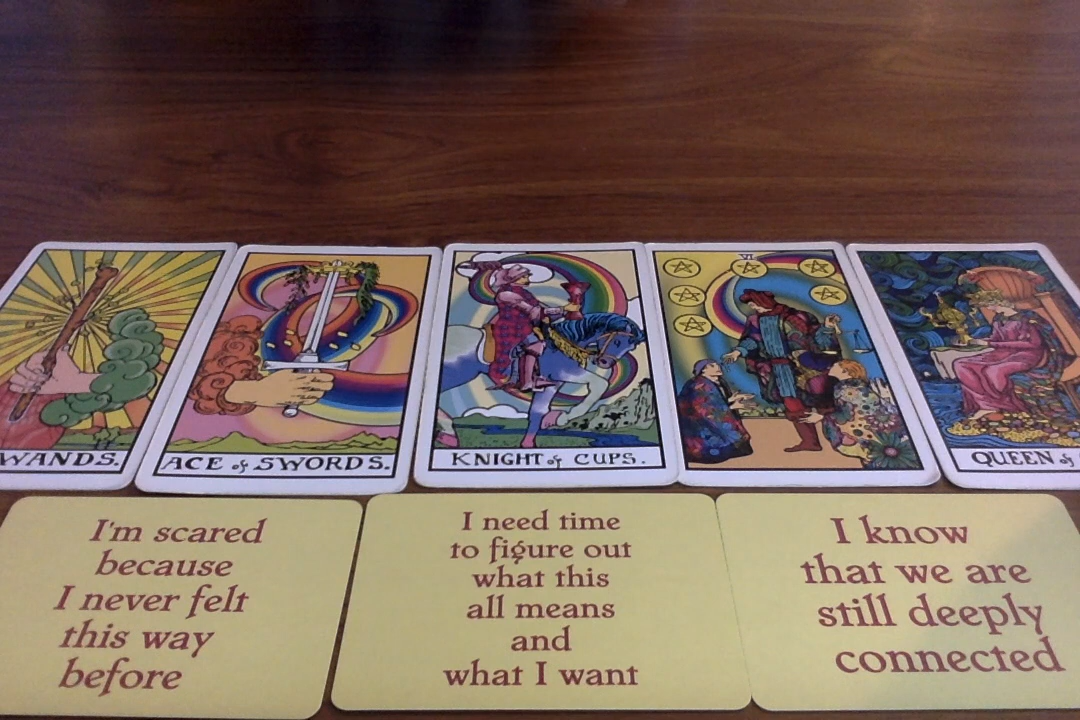 WANDS.
ACE of SWORDS.
KNIGHT of CUPS.
VI
QUEEN of
I'm scared
because
I never felt
this way
before
I need time
to figure out
what this
all means
and
what I want
I know
that we are
still deeply
connected